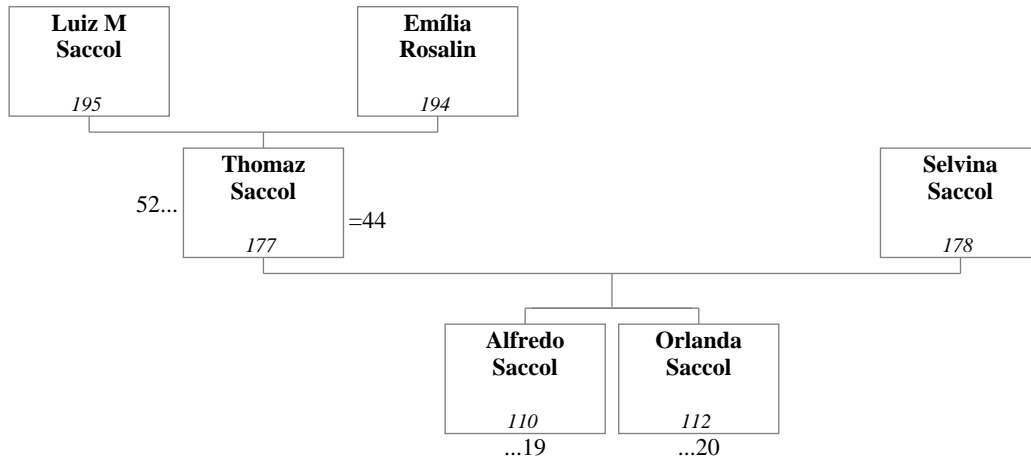 Luiz M
Saccol
195
Emília
Rosalin
194
Thomaz
Saccol
177
52...
=44
Selvina
Saccol
178
Alfredo
Saccol
110
...19
Orlanda
Saccol
112
...20